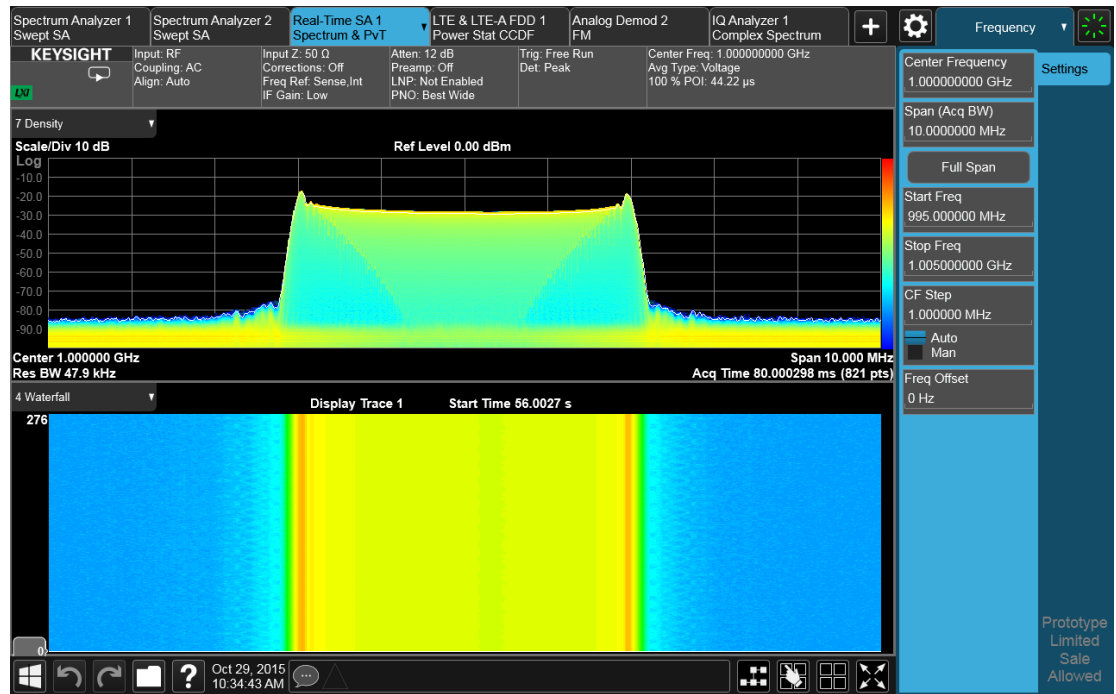 Spectrum Analyzer 1
Swept SA
Spectrum Analyzer 2
Swept SA
Real-Time SA 1
Spectrum & PvT
LTE & LTE-A FDD 1
Power Stat CCDF
Analog Demod 2
FM
IQ Analyzer 1
Complex Spectrum
Frequency
KEYSIGHT
LXI
Input: RF
Coupling: AC
Align: Auto
Input Z: 50 Ω
Corrections: Off
Freq Ref: Sense,Int
IF Gain: Low
Atten: 12 dB
Preamp: Off
LNP: Not Enabled
PNO: Best Wide
Trig: Free Run
Det: Peak
Center Freq: 1.000000000 GHz
Avg Type: Voltage
100 % POI: 44.22 µs
7 Density
Scale/Div 10 dB
Ref Level 0.00 dBm
Log
-10.0
-20.0
-30.0
-40.0
-50.0
-60.0
-70.0
-80.0
-90.0
Center 1.000000 GHz
Span 10.000 MHz
Res BW 47.9 kHz
Acq Time 80.000298 ms (821 pts)
4 Waterfall
Display Trace 1
Start Time 56.0027 s
276
0
Center Frequency
1.000000000 GHz
Settings
Span (Acq BW)
10.0000000 MHz
Full Span
Start Freq
995.000000 MHz
Stop Freq
1.005000000 GHz
CF Step
1.000000 MHz
Auto
Man
Freq Offset
0 Hz
Prototype
Limited
Sale
Allowed
?
Oct 29, 2015
10:34:43 AM